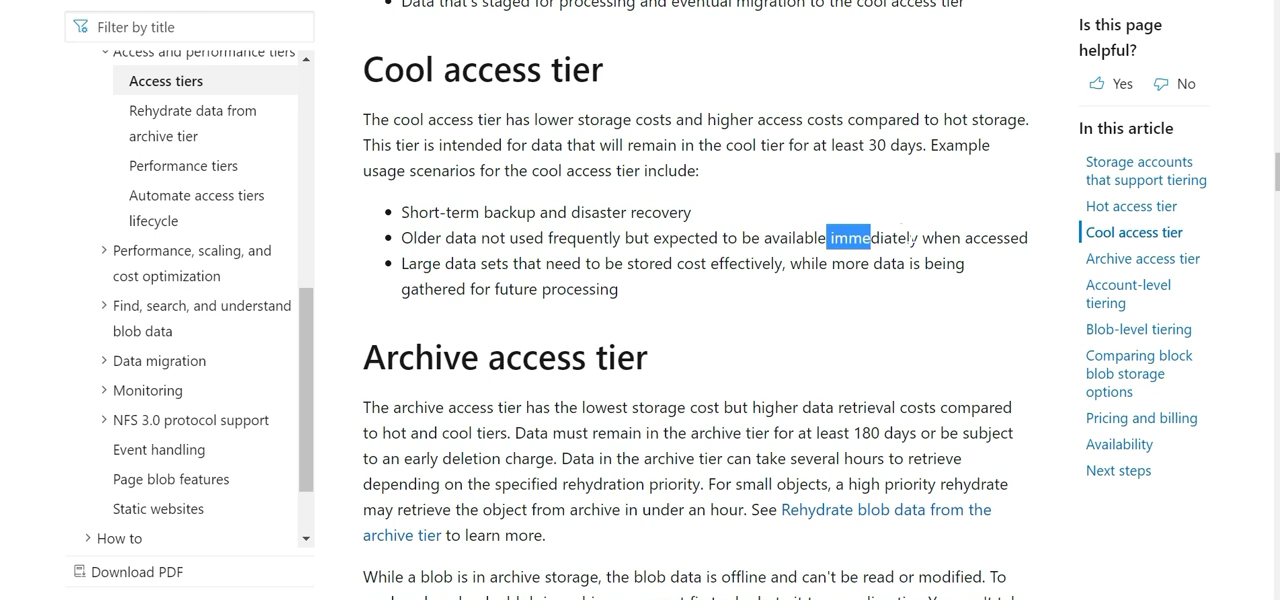 Filter by title
Access and performance tiers
Access tiers
Rehydrate data from
archive tier
Performance tiers
Automate access tiers
lifecycle
Performance, scaling, and
cost optimization
Find, search, and understand
blob data
Data migration
Monitoring
NFS 3.0 protocol support
Event handling
Page blob features
Static websites
How to
Download PDF
Data that's staged for processing and eventual migration to the cool access tier
Cool access tier
The cool access tier has lower storage costs and higher access costs compared to hot storage.
This tier is intended for data that will remain in the cool tier for at least 30 days. Example
usage scenarios for the cool access tier include:
Short-term backup and disaster recovery
Older data not used frequently but expected to be available immediately when accessed
Large data sets that need to be stored cost effectively, while more data is being
gathered for future processing
Archive access tier
The archive access tier has the lowest storage cost but higher data retrieval costs compared
to hot and cool tiers. Data must remain in the archive tier for at least 180 days or be subject
to an early deletion charge. Data in the archive tier can take several hours to retrieve
depending on the specified rehydration priority. For small objects, a high priority rehydrate
may retrieve the object from archive in under an hour. See Rehydrate blob data from the
archive tier to learn more.
While a blob is in archive storage, the blob data is offline and can't be read or modified. To
Is this page
helpful?
Yes
No
In this article
Storage accounts
that support tiering
Hot access tier
Cool access tier
Archive access tier
Account-level
tiering
Blob-level tiering
Comparing block
blob storage
options
Pricing and billing
Availability
Next steps